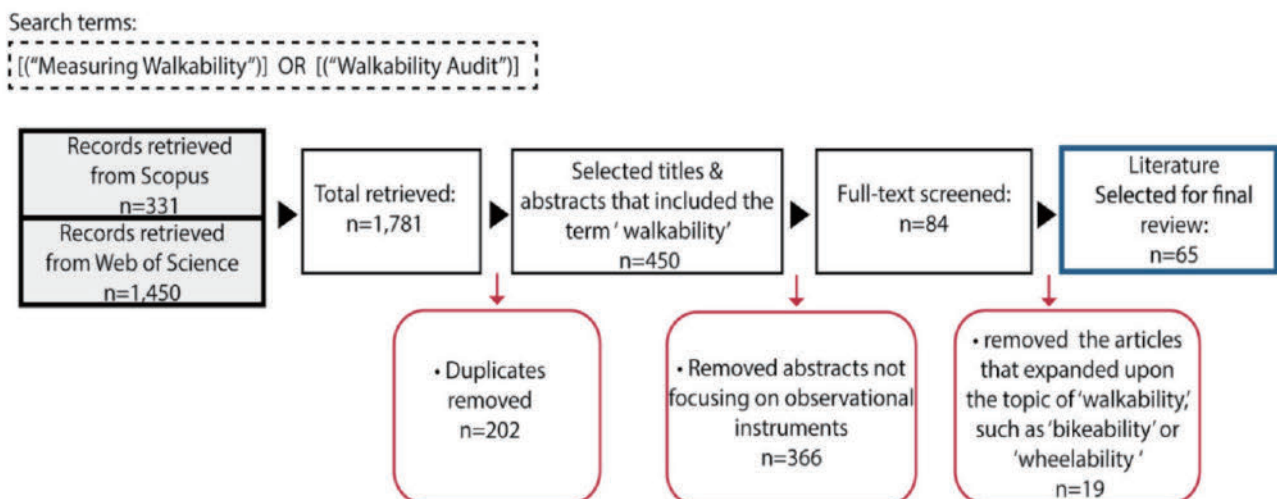 Search terms:
[("Measuring Walkability")] OR [("Walkability Audit")]
Records retrieved
from Scopus
n=331
Records retrieved
from Web of Science
n=1,450
Total retrieved:
n=1,781
Selected titles &
abstracts that included the
term ' walkability'
n=450
Full-text screened:
n=84
Literature
Selected for final
review:
n=65
• Duplicates
removed
n=202
• Removed abstracts not
focusing on observational
instruments
n=366
• removed the articles
that expanded upon
the topic of 'walkability,'
such as 'bikeability' or
'wheelability '
n=19